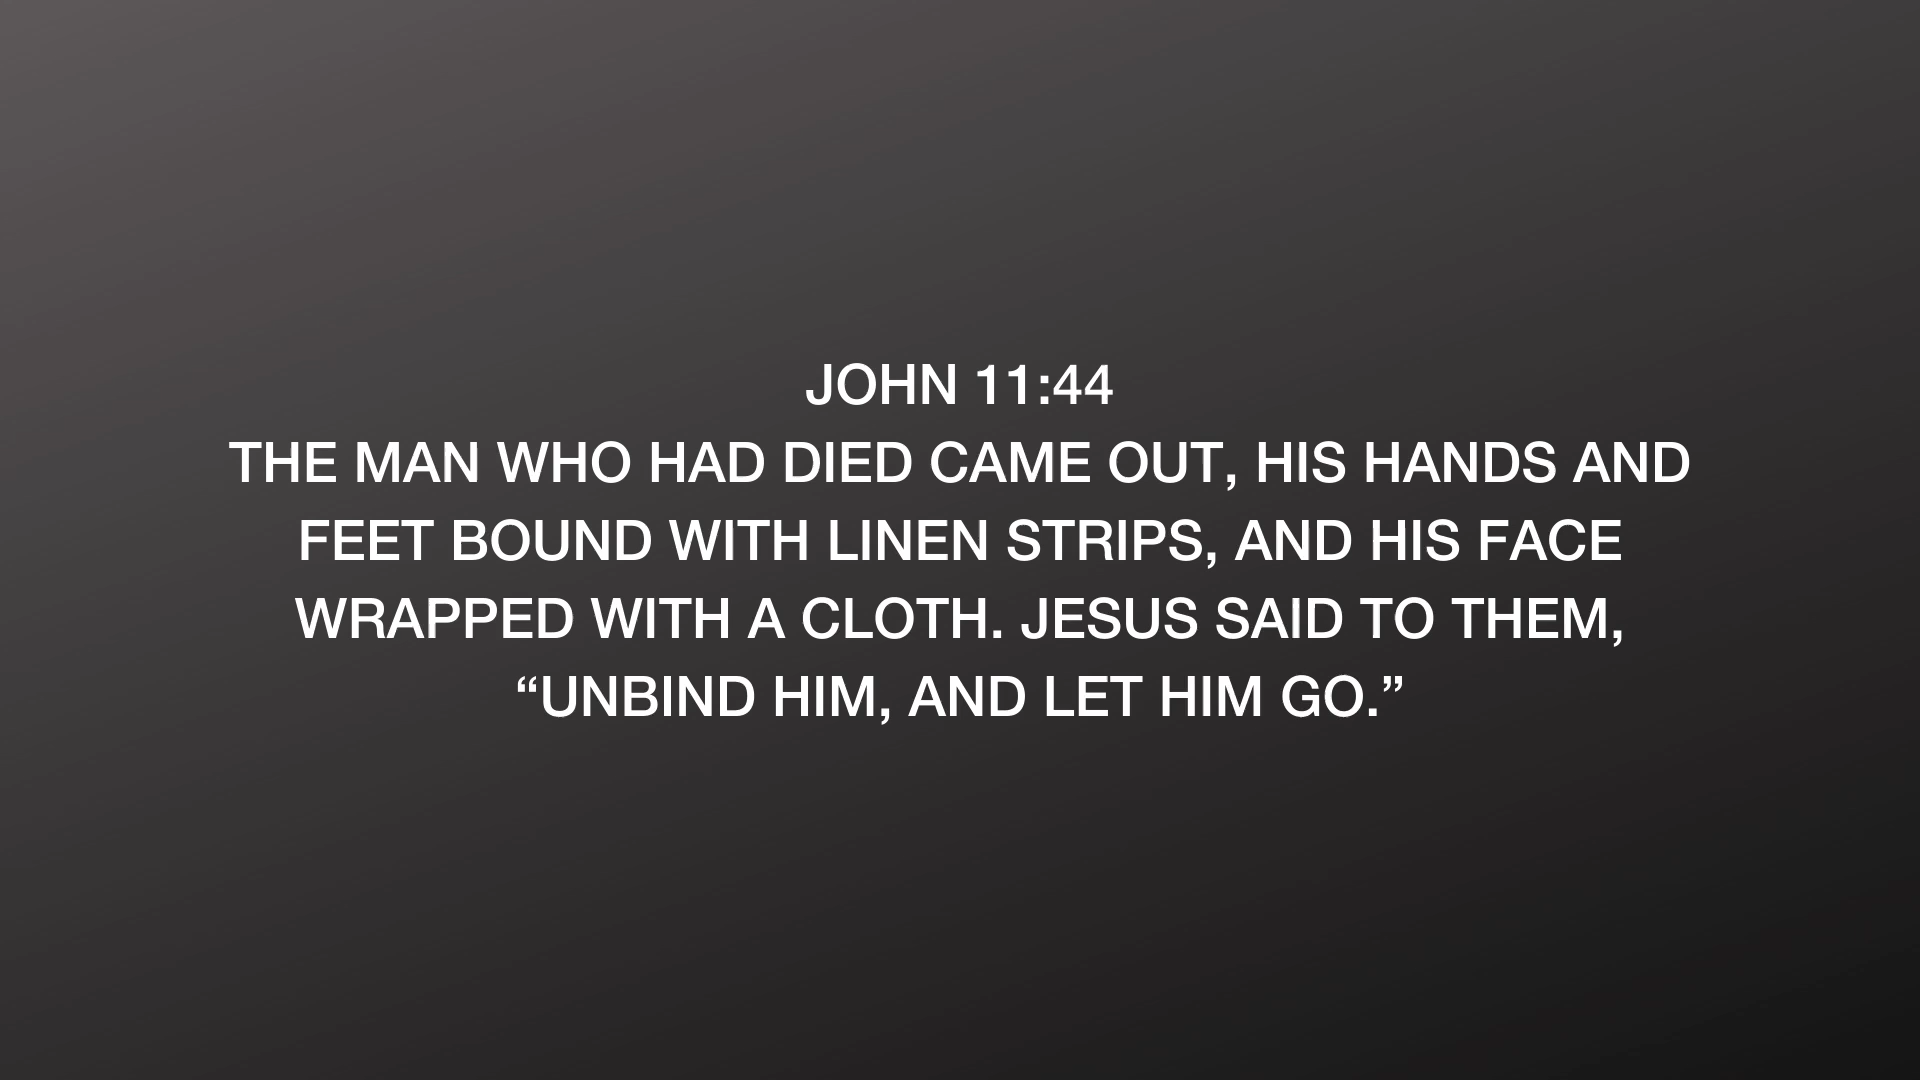 JOHN 11:44
THE MAN WHO HAD DIED CAME OUT, HIS HANDS AND
FEET BOUND WITH LINEN STRIPS, AND HIS FACE
WRAPPED WITH A CLOTH. JESUS SAID TO THEM,
“UNBIND HIM, AND LET HIM GO.”